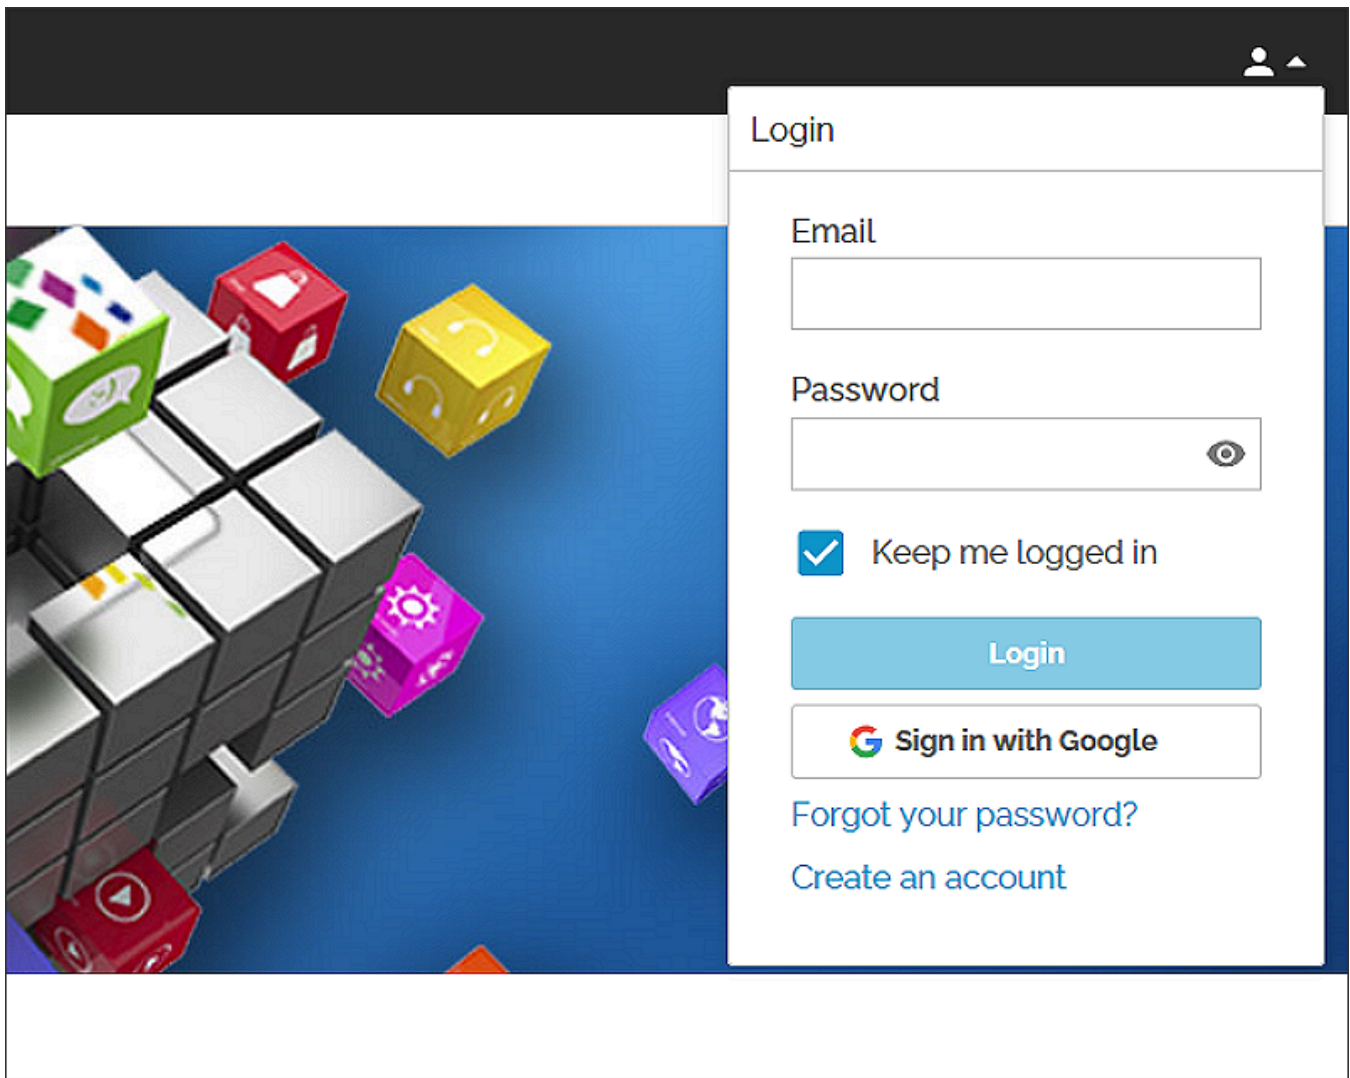 Login
Email
Password
Keep me logged in
Login
Sign in with Google
Forgot your password?
Create an account